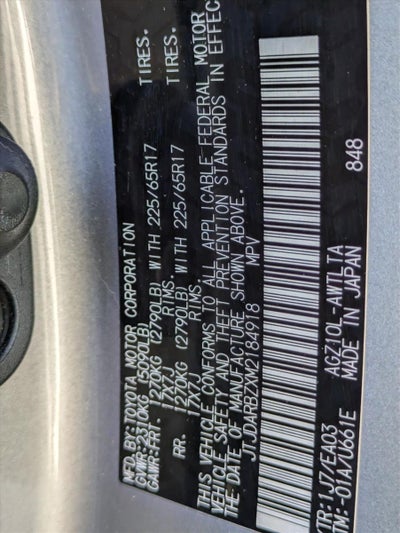 MFD.BY:TOYOTA MOTOR CORPORATION
GVWR:2310KG (5090LB)
GAWR:FRT. 1270KG (2790LB) WITH 225/65R17 TIRES.
17X7J RIMS.
RR. 1270KG (2790LB) WITH 225/65R17 TIRES.
17X7J RIMS.
THIS VEHICLE CONFORMS TO ALL APPLICABLE FEDERAL MOTOR
VEHICLE SAFETY AND THEFT PREVENTION STANDARDS IN EFFEC
THE DATE OF MANUFACTURE SHOWN ABOVE.
JTJDARBZXM2184918 MPV
TR:1J7/EA03 AGZ10L-AWTLTA
TM:-01A/U661E MADE IN JAPAN 848